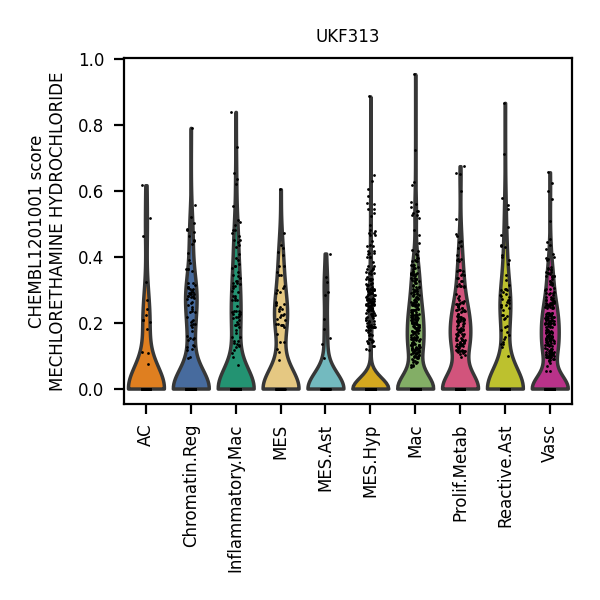 UKF313
CHEMBL1201001 score
MECHLORETHAMINE HYDROCHLORIDE
1.0
0.8
0.6
0.4
0.2
0.0
AC
Chromatin.Reg
Inflammatory.Mac
MES
MES.Ast
MES.Hyp
Mac
Prolif.Metab
Reactive.Ast
Vasc